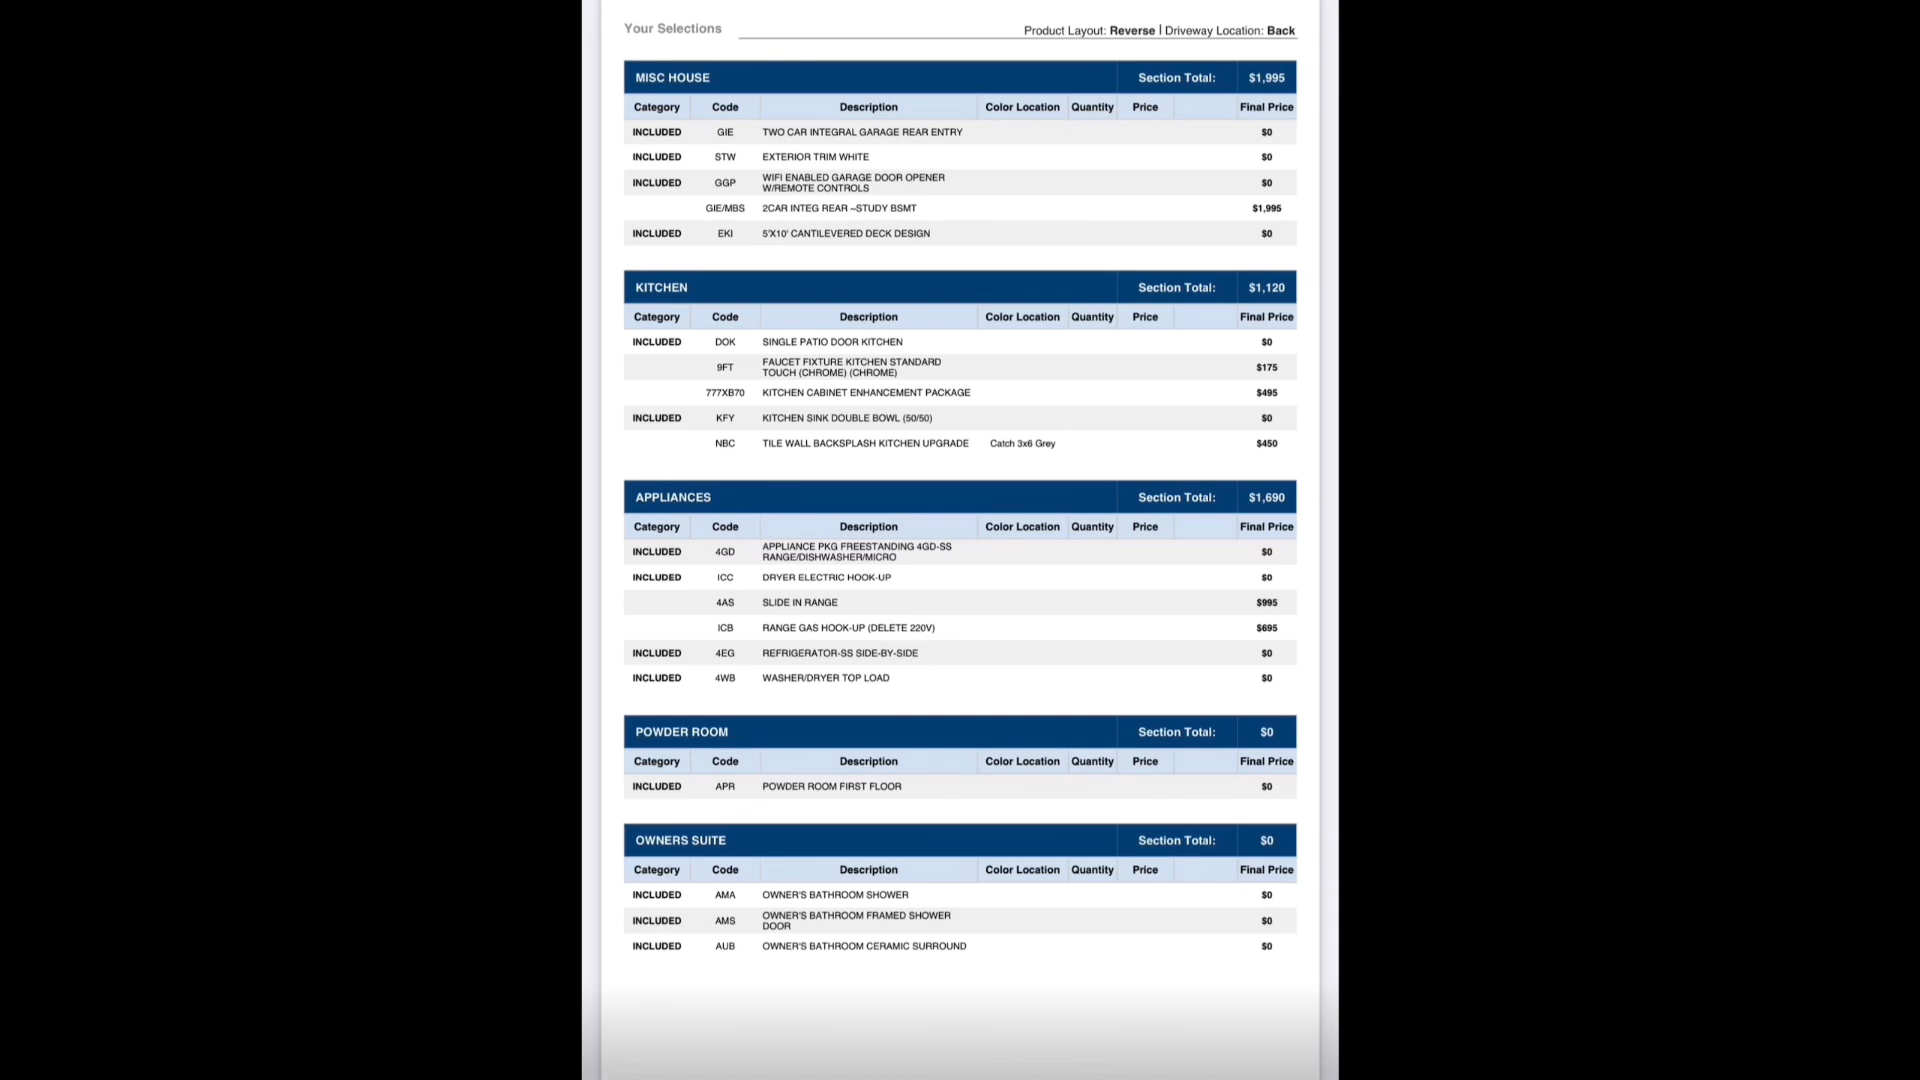 Your Selections
Product Layout: Reverse | Driveway Location: Back
MISC HOUSE Section Total: $1,995
Category Code Description Color Location Quantity Price Final Price
INCLUDED GIE TWO CAR INTEGRAL GARAGE REAR ENTRY $0
INCLUDED STW EXTERIOR TRIM WHITE $0
INCLUDED GGP WIFI ENABLED GARAGE DOOR OPENER
W/REMOTE CONTROLS $0
GIE/MBS 2CAR INTEG REAR ~STUDY BSMT $1,995
INCLUDED EKI 5'X10' CANTILEVERED DECK DESIGN $0
KITCHEN Section Total: $1,120
Category Code Description Color Location Quantity Price Final Price
INCLUDED DOK SINGLE PATIO DOOR KITCHEN $0
9FT FAUCET FIXTURE KITCHEN STANDARD
TOUCH (CHROME) (CHROME) $175
777XB70 KITCHEN CABINET ENHANCEMENT PACKAGE $495
INCLUDED KFY KITCHEN SINK DOUBLE BOWL (50/50) $0
NBC TILE WALL BACKSPLASH KITCHEN UPGRADE Catch 3x6 Grey $450
APPLIANCES Section Total: $1,690
Category Code Description Color Location Quantity Price Final Price
INCLUDED 4GD APPLIANCE PKG FREESTANDING 4GD-SS
RANGE/DISHWASHER/MICRO $0
INCLUDED ICC DRYER ELECTRIC HOOK-UP $0
4AS SLIDE IN RANGE $995
ICB RANGE GAS HOOK-UP (DELETE 220V) $695
INCLUDED 4EG REFRIGERATOR-SS SIDE-BY-SIDE $0
INCLUDED 4WB WASHER/DRYER TOP LOAD $0
POWDER ROOM Section Total: $0
Category Code Description Color Location Quantity Price Final Price
INCLUDED APR POWDER ROOM FIRST FLOOR $0
OWNERS SUITE Section Total: $0
Category Code Description Color Location Quantity Price Final Price
INCLUDED AMA OWNER'S BATHROOM SHOWER $0
INCLUDED AMS OWNER'S BATHROOM FRAMED SHOWER
DOOR $0
INCLUDED AUB OWNER'S BATHROOM CERAMIC SURROUND $0